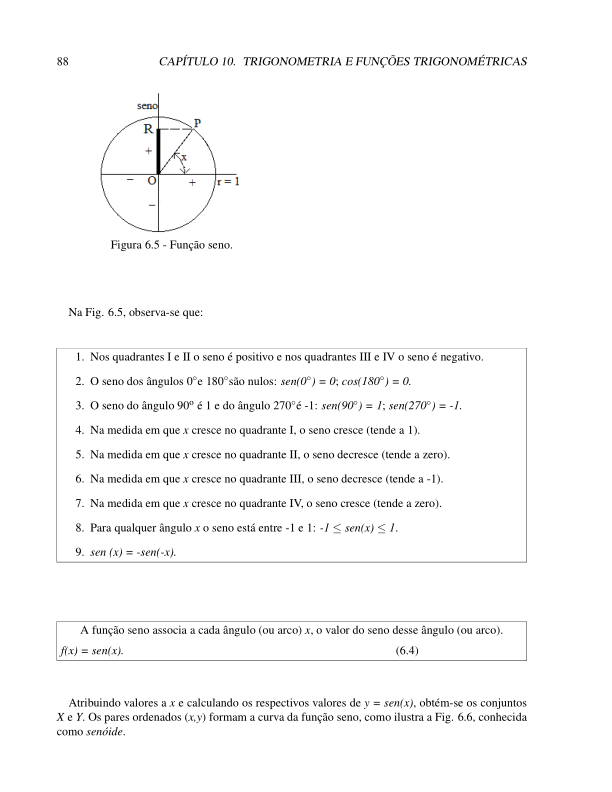 88 CAPÍTULO 10. TRIGONOMETRIA E FUNÇÕES TRIGONOMÉTRICAS
seno
R P
+ x
− O + r = 1
−
Figura 6.5 - Função seno.
Na Fig. 6.5, observa-se que:
1. Nos quadrantes I e II o seno é positivo e nos quadrantes III e IV o seno é negativo.
2. O seno dos ângulos 0°e 180°são nulos: sen(0°) = 0; cos(180°) = 0.
3. O seno do ângulo 90º é 1 e do ângulo 270°é -1: sen(90°) = 1; sen(270°) = -1.
4. Na medida em que x cresce no quadrante I, o seno cresce (tende a 1).
5. Na medida em que x cresce no quadrante II, o seno decresce (tende a zero).
6. Na medida em que x cresce no quadrante III, o seno decresce (tende a -1).
7. Na medida em que x cresce no quadrante IV, o seno cresce (tende a zero).
8. Para qualquer ângulo x o seno está entre -1 e 1: -1 ≤ sen(x) ≤ 1.
9. sen (x) = -sen(-x).
A função seno associa a cada ângulo (ou arco) x, o valor do seno desse ângulo (ou arco).
f(x) = sen(x). (6.4)
Atribuindo valores a x e calculando os respectivos valores de y = sen(x), obtém-se os conjuntos
X e Y. Os pares ordenados (x,y) formam a curva da função seno, como ilustra a Fig. 6.6, conhecida
como senóide.